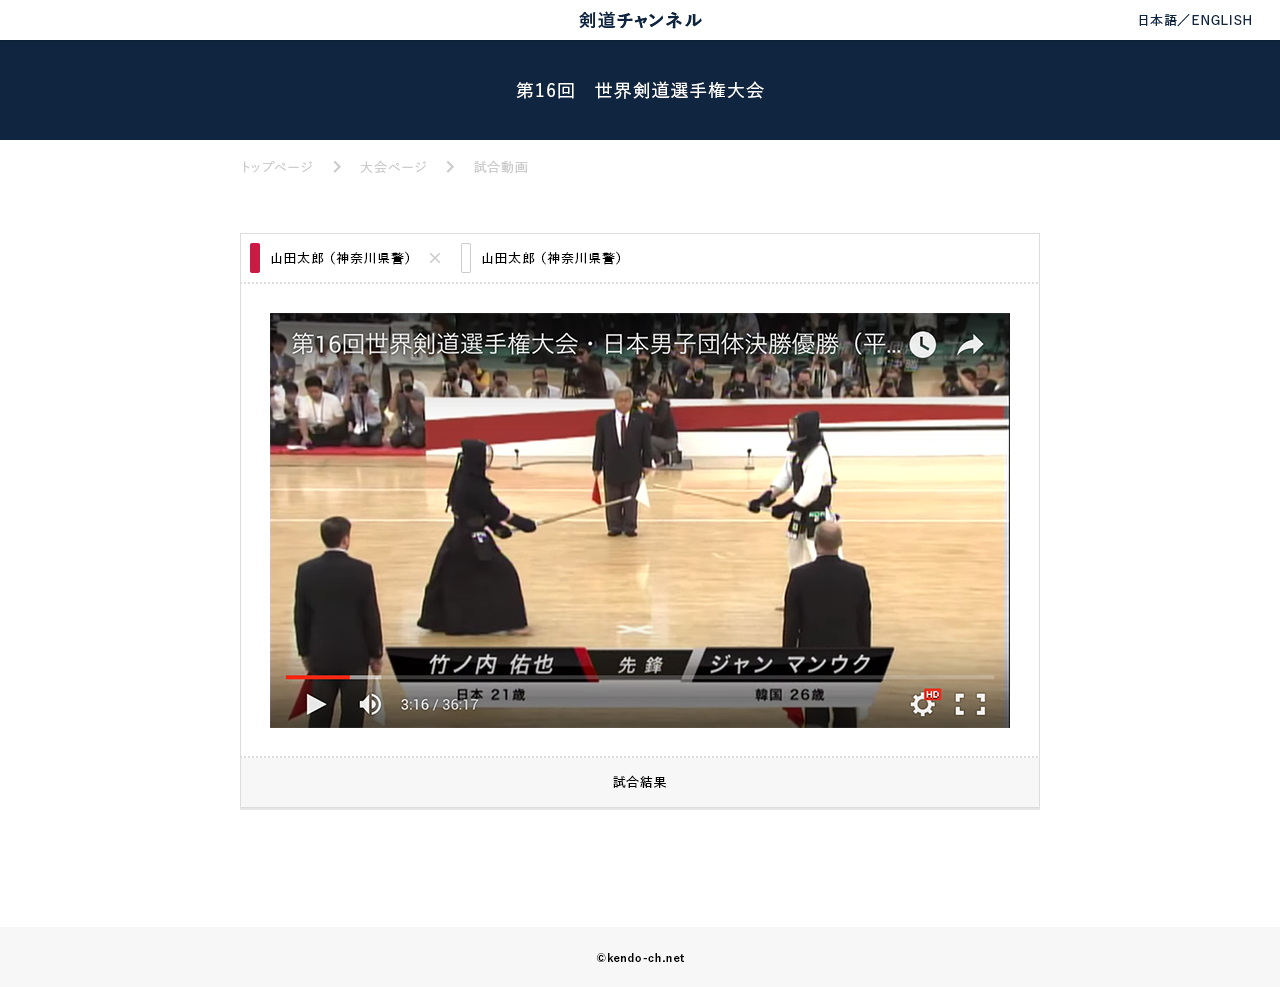 剣道チャンネル
日本語／ENGLISH
第16回　世界剣道選手権大会
トップページ
大会ページ
試合動画
山田太郎（神奈川県警）
山田太郎（神奈川県警）
第16回世界剣道選手権大会・日本男子団体決勝優勝（平...
竹ノ内 佑也
先 鋒
ジャン マンウク
日本 21歳
韓国 26歳
3:16 / 36:17
HD
試合結果
©kendo-ch.net